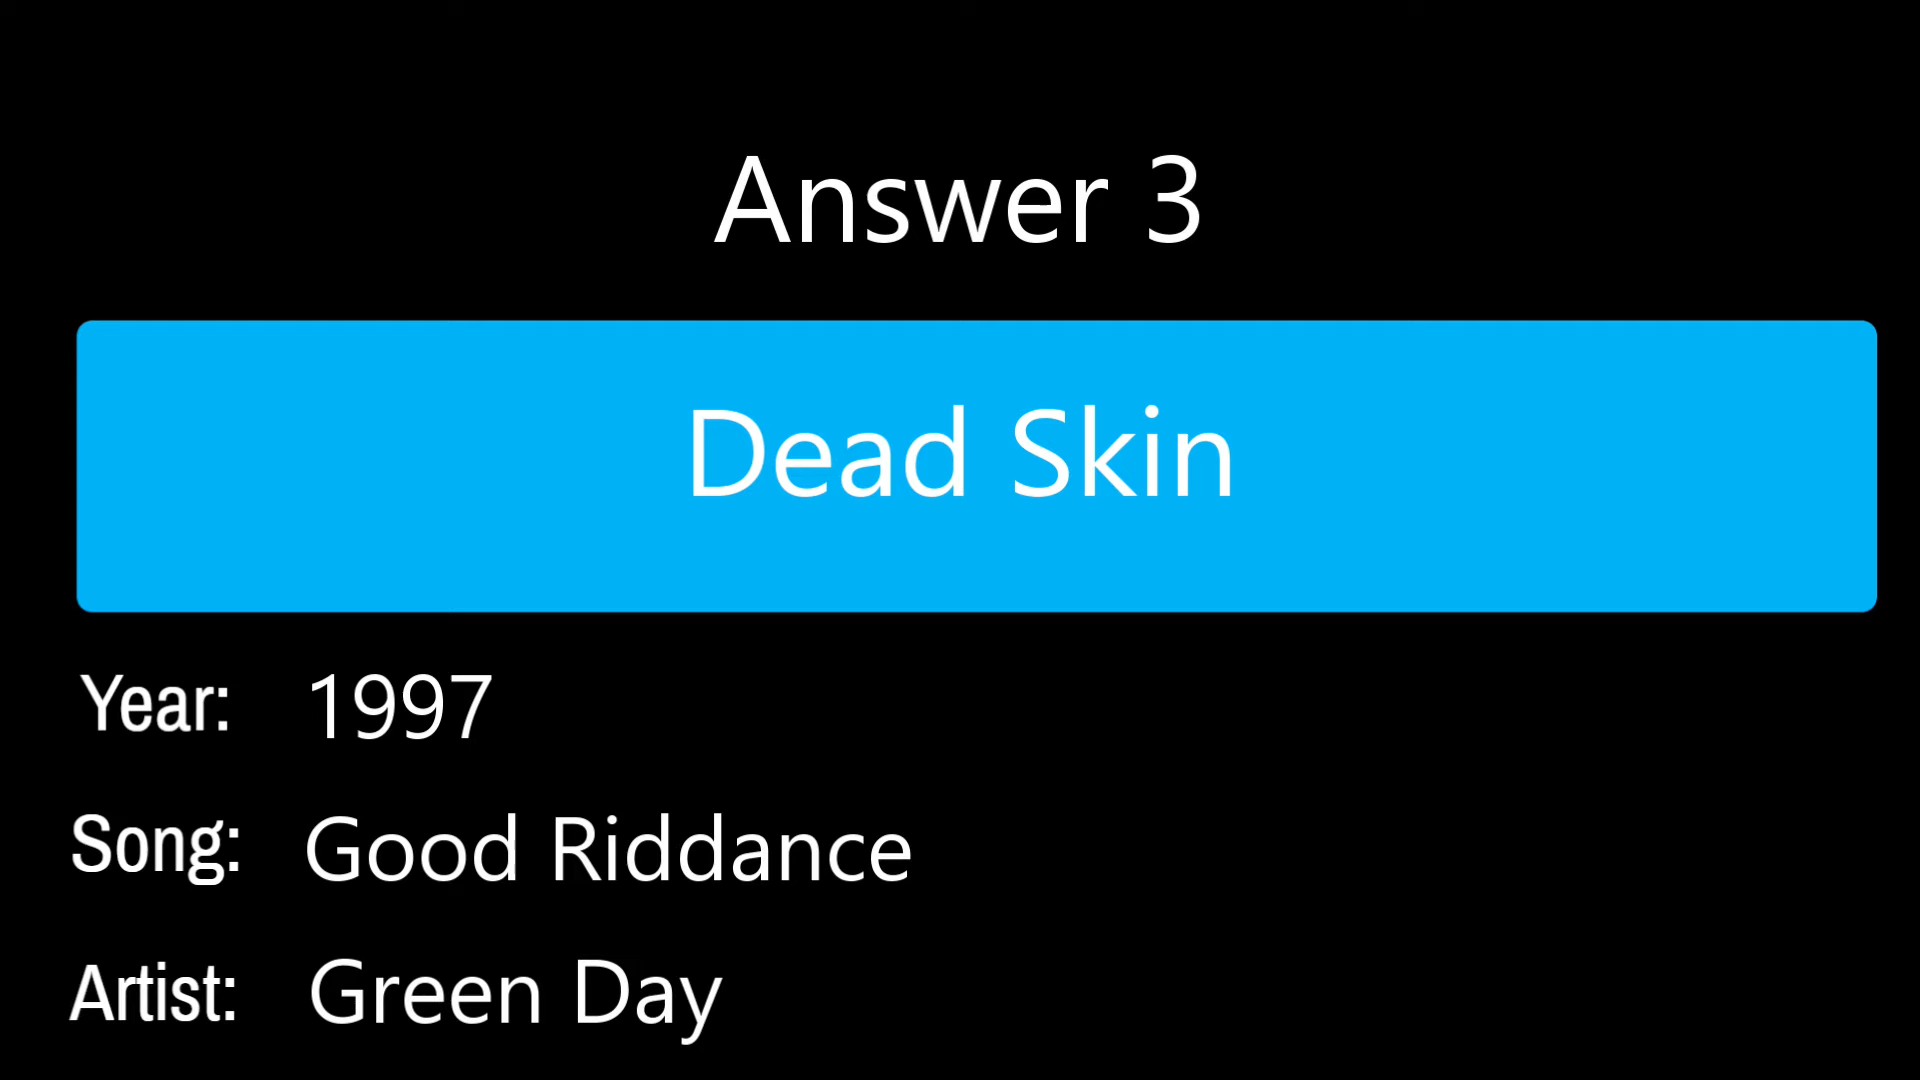 Answer 3
Dead Skin
Year: 1997
Song: Good Riddance
Artist: Green Day